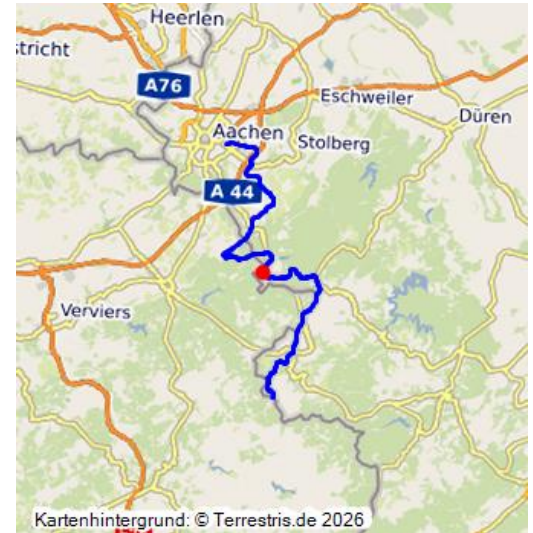 Heerlen
stricht
A76
Eschweiler
Düren
Aachen
Stolberg
A 44
Verviers
Kartenhintergrund: © Terrestris.de 2026